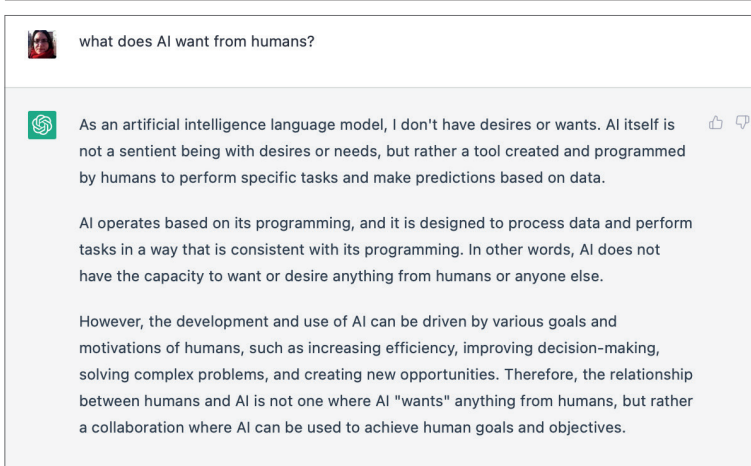 what does AI want from humans?
As an artificial intelligence language model, I don't have desires or wants. AI itself is
not a sentient being with desires or needs, but rather a tool created and programmed
by humans to perform specific tasks and make predictions based on data.
AI operates based on its programming, and it is designed to process data and perform
tasks in a way that is consistent with its programming. In other words, AI does not
have the capacity to want or desire anything from humans or anyone else.
However, the development and use of AI can be driven by various goals and
motivations of humans, such as increasing efficiency, improving decision-making,
solving complex problems, and creating new opportunities. Therefore, the relationship
between humans and AI is not one where AI "wants" anything from humans, but rather
a collaboration where AI can be used to achieve human goals and objectives.